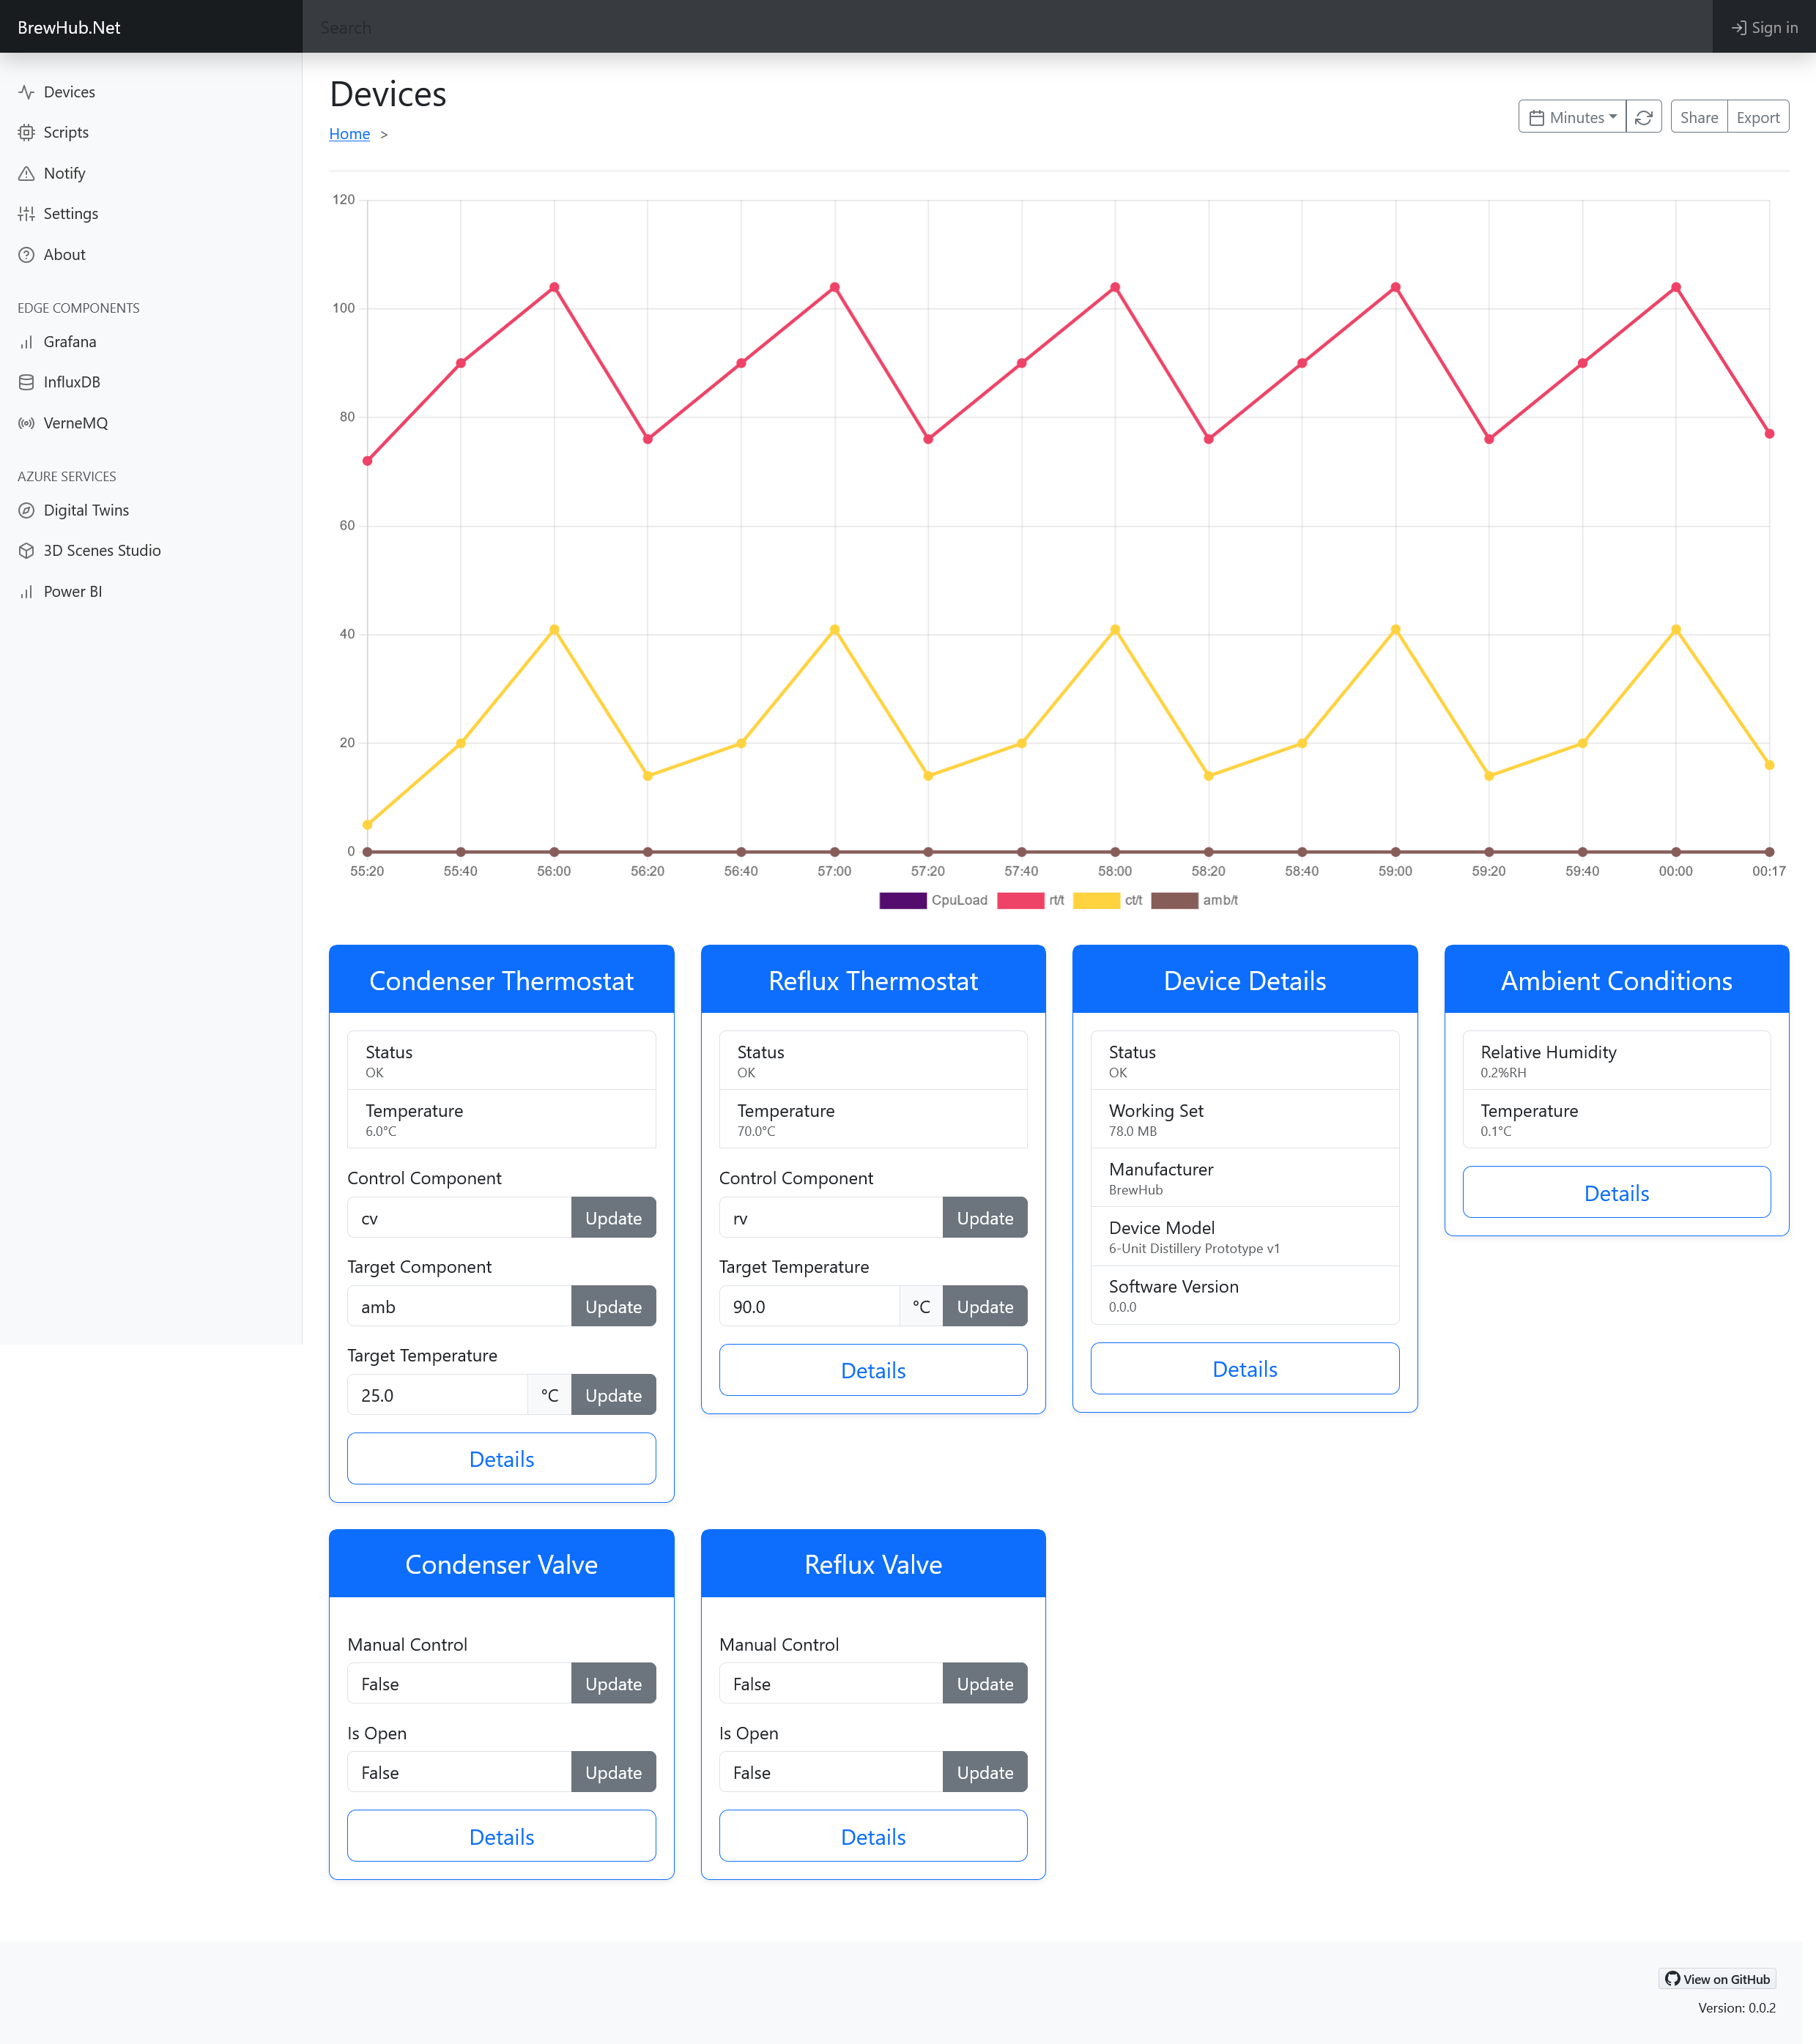 BrewHub.Net
Search
Sign in
Devices
Scripts
Notify
Settings
About
EDGE COMPONENTS
Grafana
InfluxDB
VerneMQ
AZURE SERVICES
Digital Twins
3D Scenes Studio
Power BI
Devices
Home >
Minutes
Share
Export
120
100
80
60
40
20
0
55:20 55:40 56:00 56:20 56:40 57:00 57:20 57:40 58:00 58:20 58:40 59:00 59:20 59:40 00:00 00:17
CpuLoad rt/t ct/t amb/t
Condenser Thermostat
Status
OK
Temperature
6.0°C
Control Component
cv Update
Target Component
amb Update
Target Temperature
25.0 °C Update
Details
Reflux Thermostat
Status
OK
Temperature
70.0°C
Control Component
rv Update
Target Temperature
90.0 °C Update
Details
Device Details
Status
OK
Working Set
78.0 MB
Manufacturer
BrewHub
Device Model
6-Unit Distillery Prototype v1
Software Version
0.0.0
Details
Ambient Conditions
Relative Humidity
0.2%RH
Temperature
0.1°C
Details
Condenser Valve
Manual Control
False Update
Is Open
False Update
Details
Reflux Valve
Manual Control
False Update
Is Open
False Update
Details
View on GitHub
Version: 0.0.2